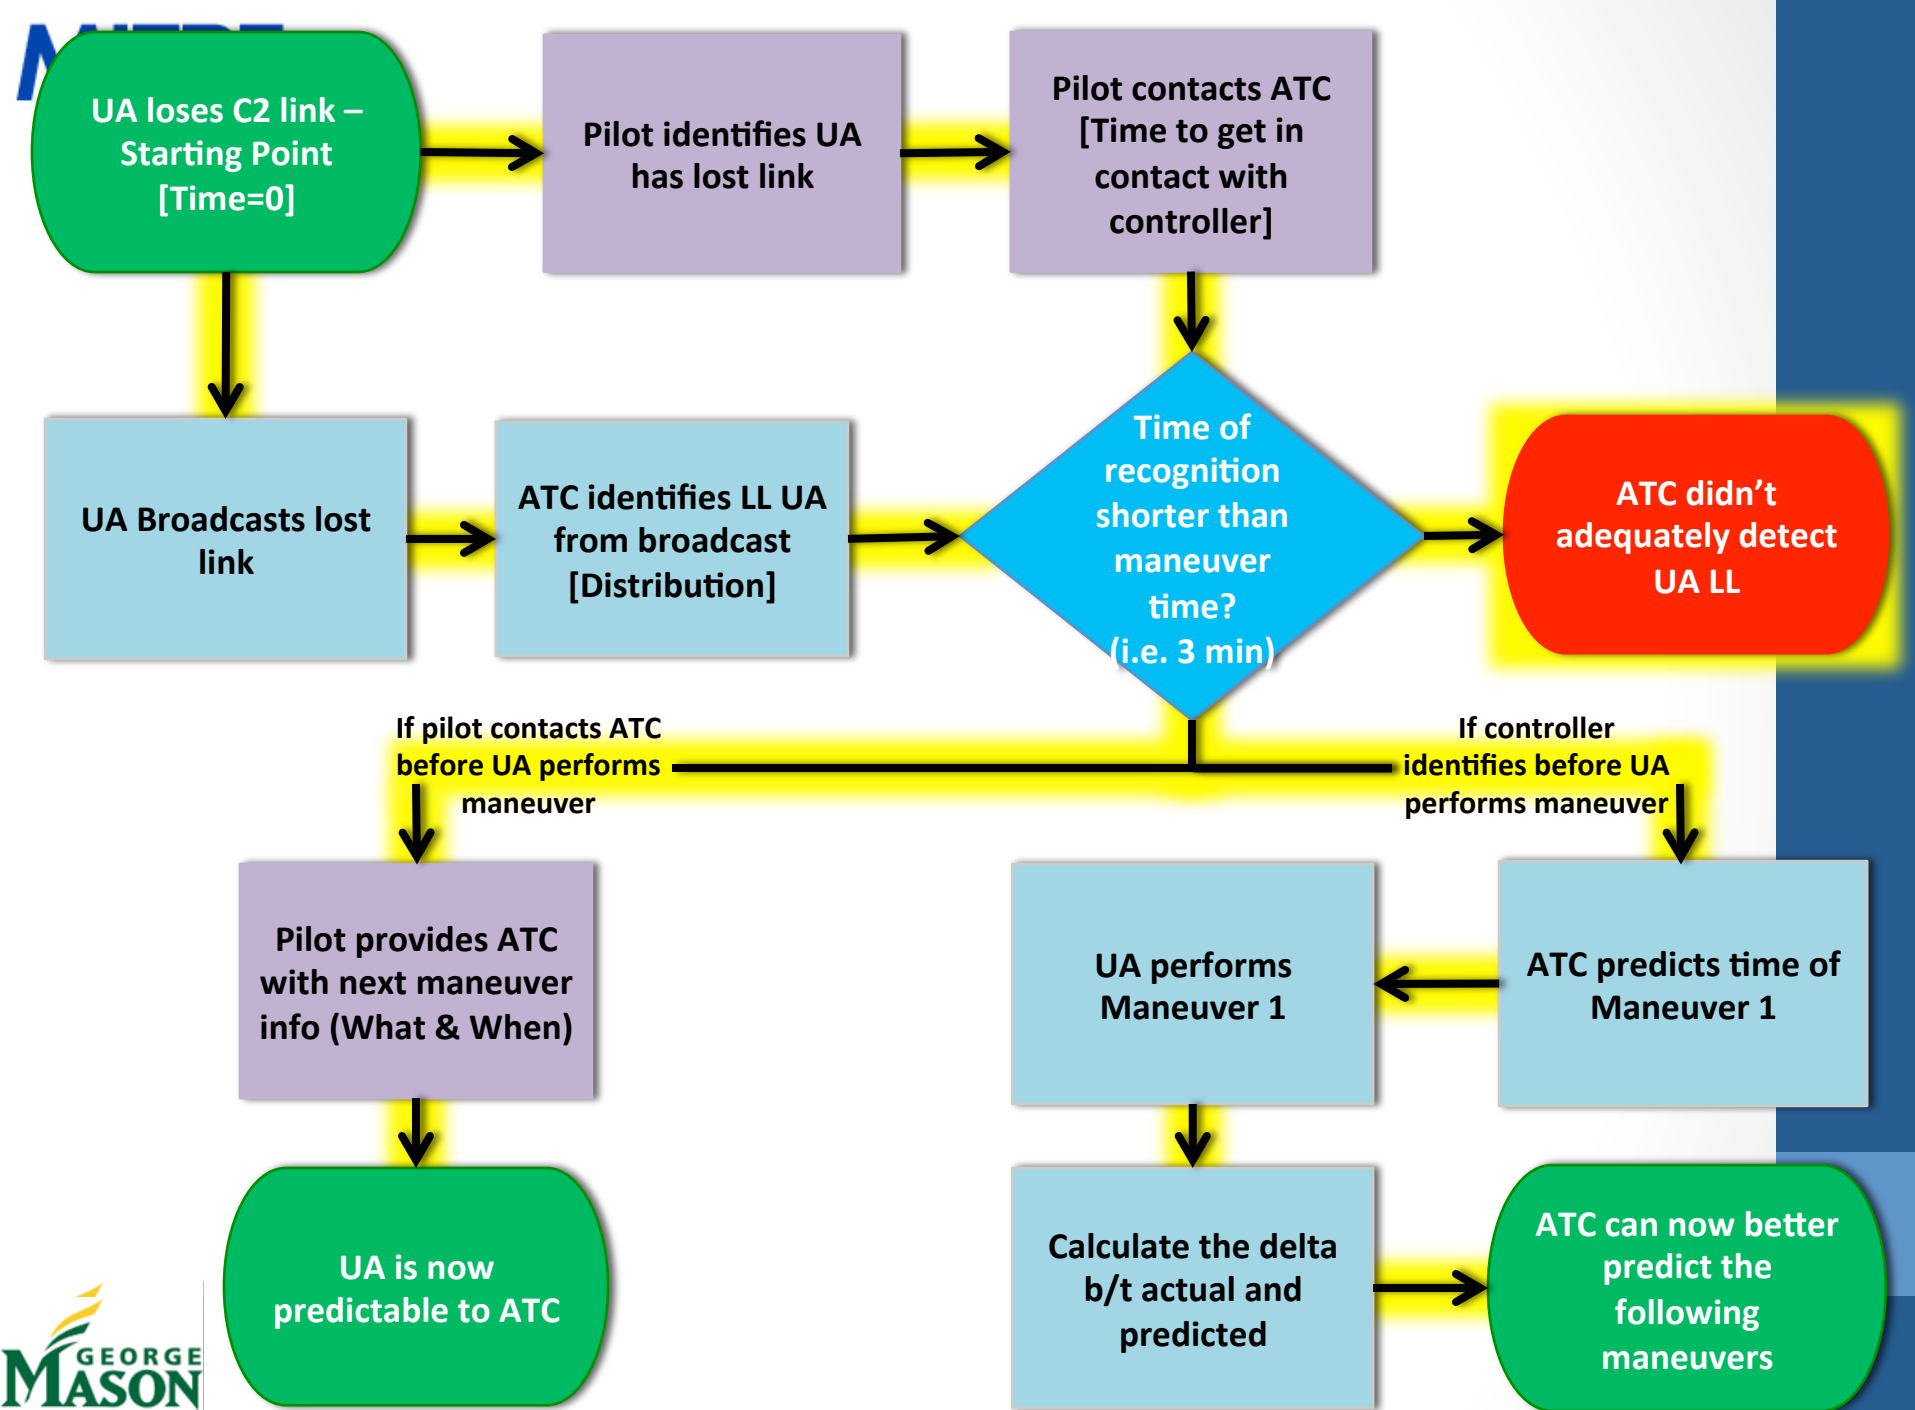 MITRE
UA loses C2 link –
Starting Point
[Time=0]
Pilot identifies UA
has lost link
Pilot contacts ATC
[Time to get in
contact with
controller]
UA Broadcasts lost
link
ATC identifies LL UA
from broadcast
[Distribution]
Time of
recognition
shorter than
maneuver
time?
(i.e. 3 min)
ATC didn’t
adequately detect
UA LL
If pilot contacts ATC
before UA performs
maneuver
If controller
identifies before UA
performs maneuver
Pilot provides ATC
with next maneuver
info (What & When)
UA performs
Maneuver 1
ATC predicts time of
Maneuver 1
UA is now
predictable to ATC
Calculate the delta
b/t actual and
predicted
ATC can now better
predict the
following
maneuvers
GEORGE
MASON